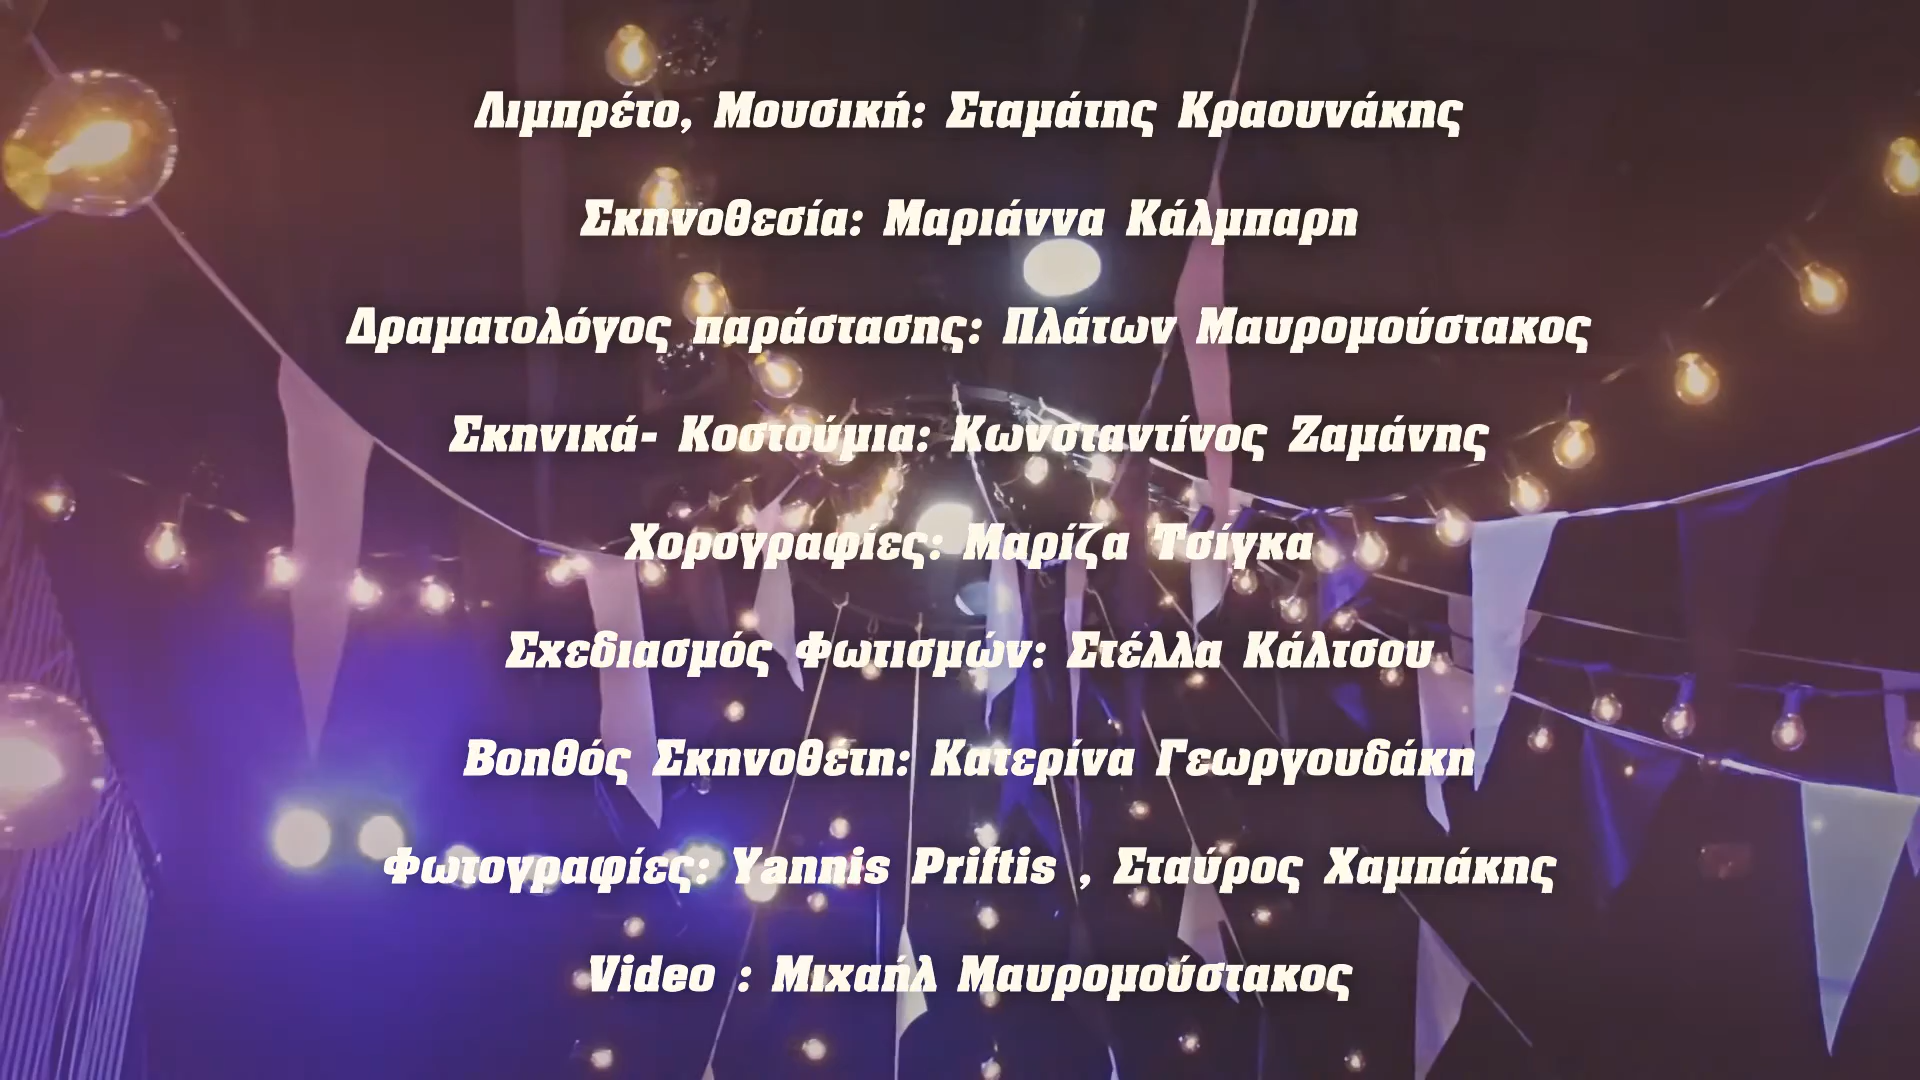 Λιμπρέτο, Μουσική: Σταμάτης Κραουνάκης
Σκηνοθεσία: Μαριάννα Κάλμπαρη
Δραματολόγος παράστασης: Πλάτων Μαυρομούστακος
Σκηνικά- Κοστούμια: Κωνσταντίνος Ζαμάνης
Χορογραφίες: Μαρίζα Τσίγκα
Σχεδιασμός Φωτισμών: Στέλλα Κάλτσου
Βοηθός Σκηνοθέτη: Κατερίνα Γεωργουδάκη
Φωτογραφίες: Yannis Priftis , Σταύρος Χαμπάκης
Video : Μιχαήλ Μαυρομούστακος